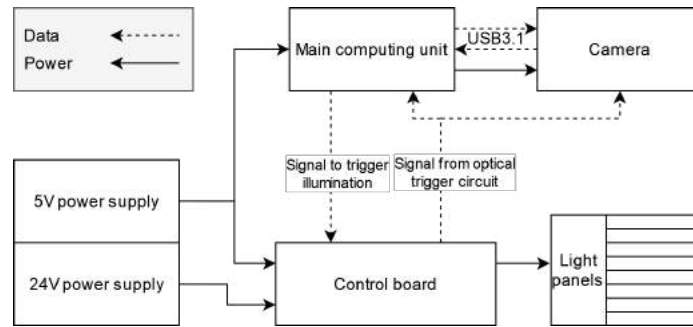 Data
Power
Main computing unit
USB3.1
Camera
Signal to trigger
illumination
Signal from optical
trigger circuit
5V power supply
24V power supply
Control board
Light
panels